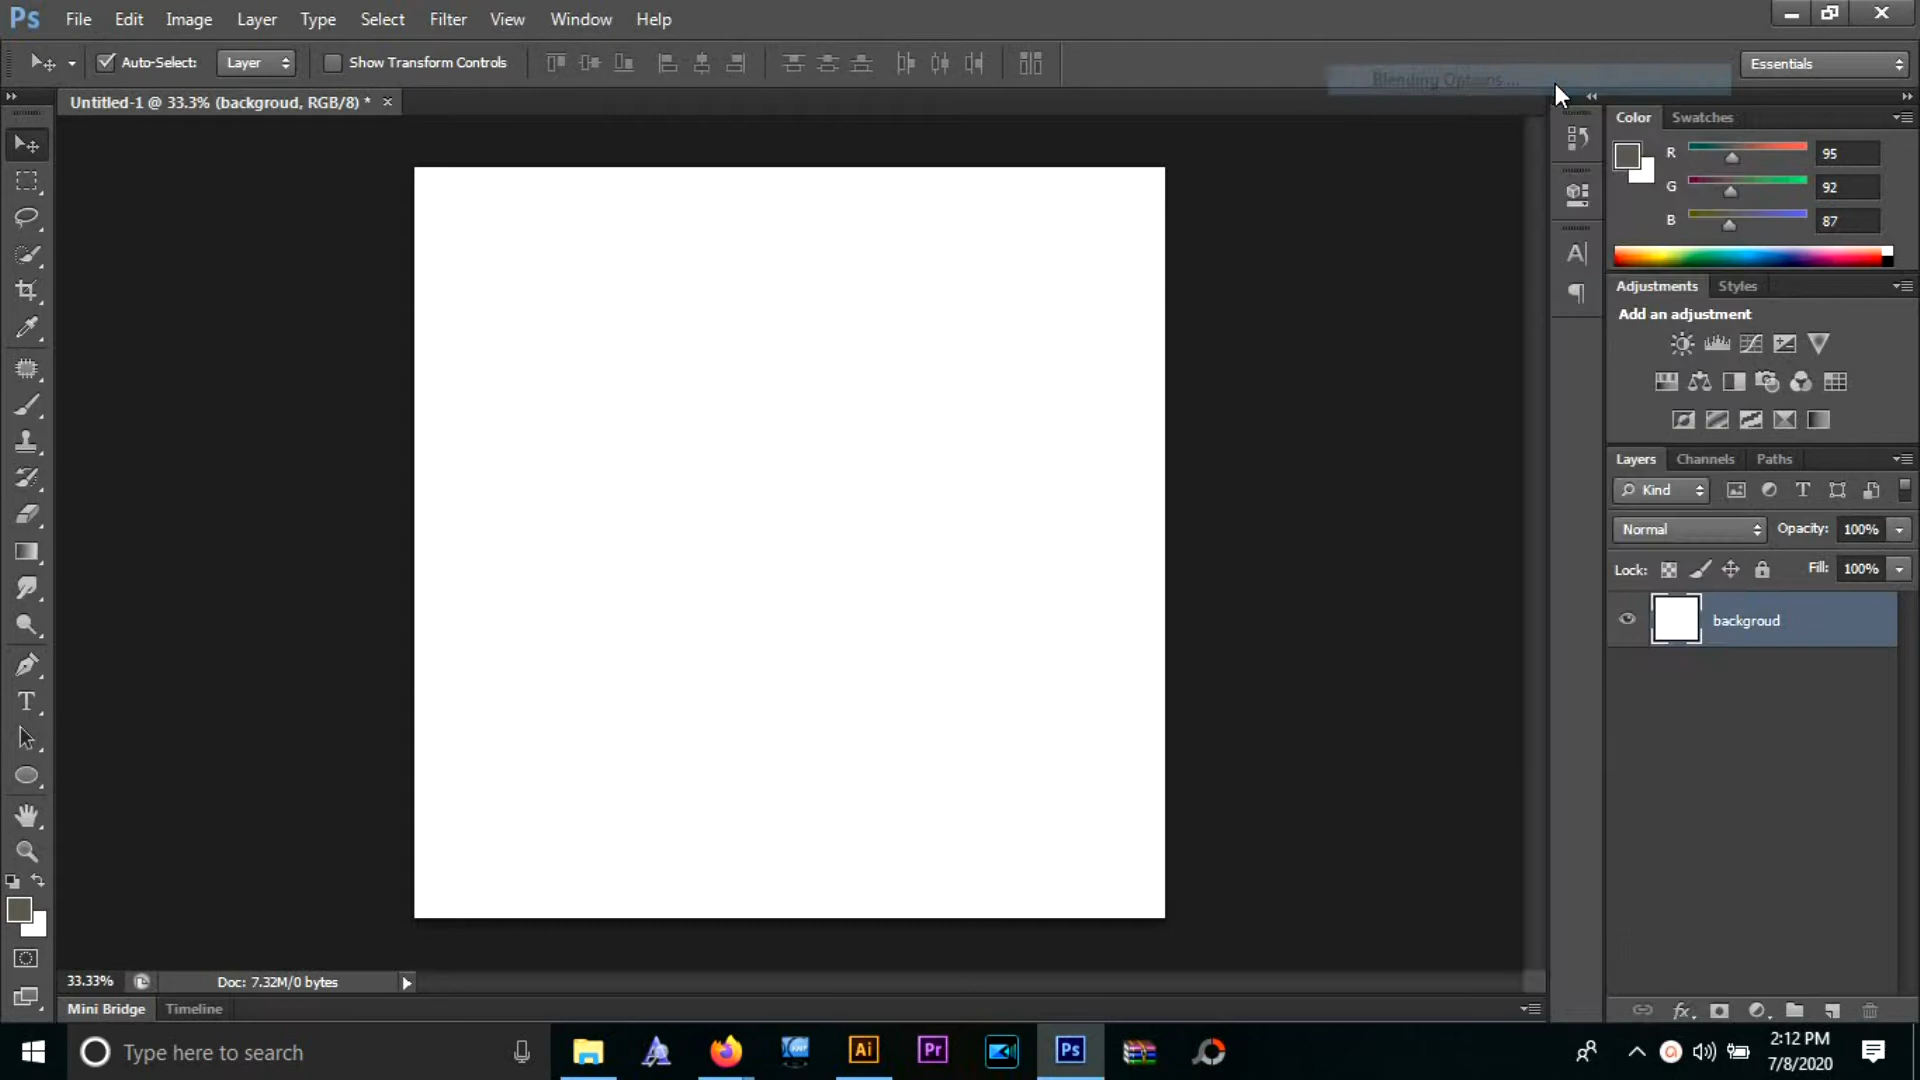 Ps File Edit Image Layer Type Select Filter View Window Help
Auto-Select: Layer Show Transform Controls Blending Options... Essentials
Untitled-1 @ 33.3% (backgroud, RGB/8) * ×
Color Swatches
R 95
G 92
B 87
Adjustments Styles
Add an adjustment
Layers Channels Paths
Kind
Normal Opacity: 100%
Lock: Fill: 100%
backgroud
33.33% Doc: 7.32M/0 bytes
Mini Bridge Timeline
Type here to search Ai Pr Ps
2:12 PM
7/8/2020